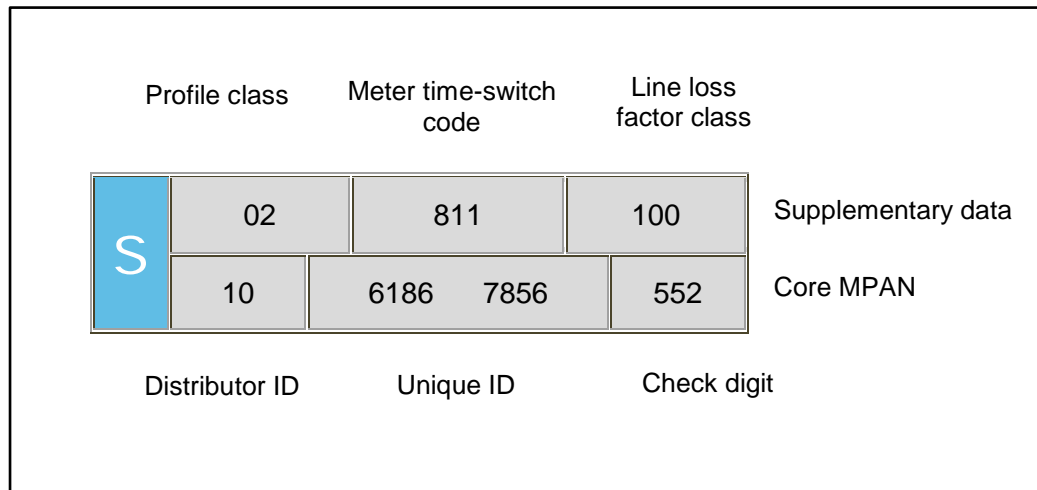 Profile class
Meter time-switch
code
Line loss
factor class
S
02
811
100
Supplementary data
10
6186 7856
552
Core MPAN
Distributor ID
Unique ID
Check digit